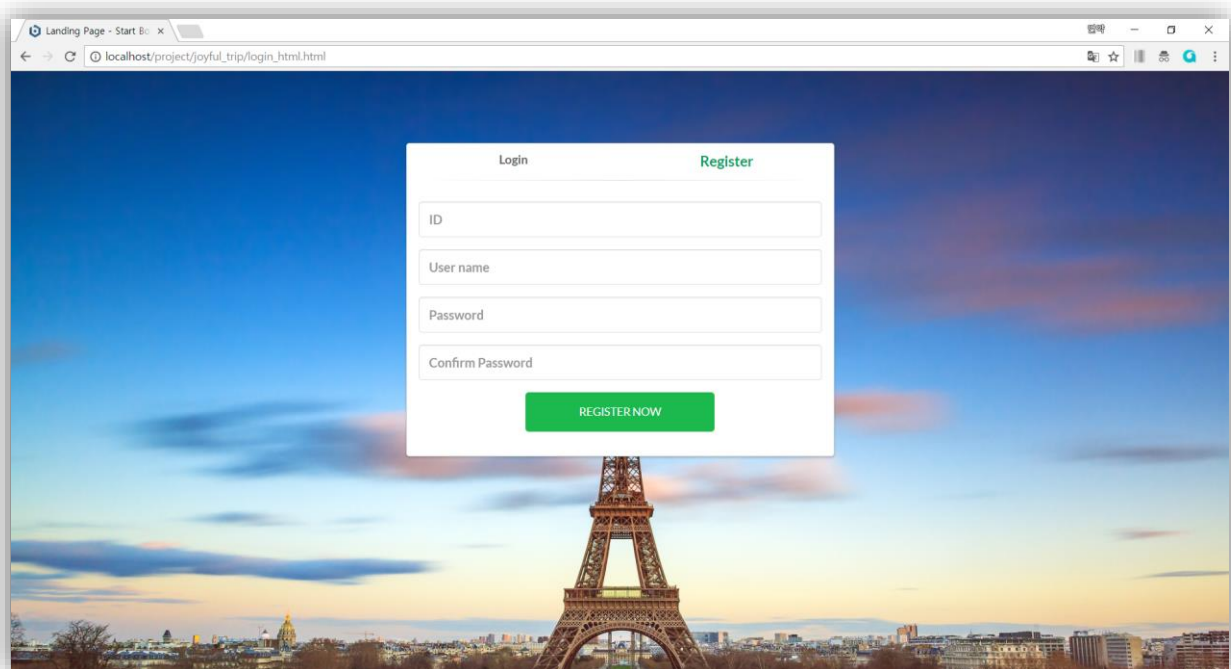 Landing Page - Start Bo
localhost/project/joyful_trip/login_html.html
Login
Register
ID
User name
Password
Confirm Password
REGISTER NOW